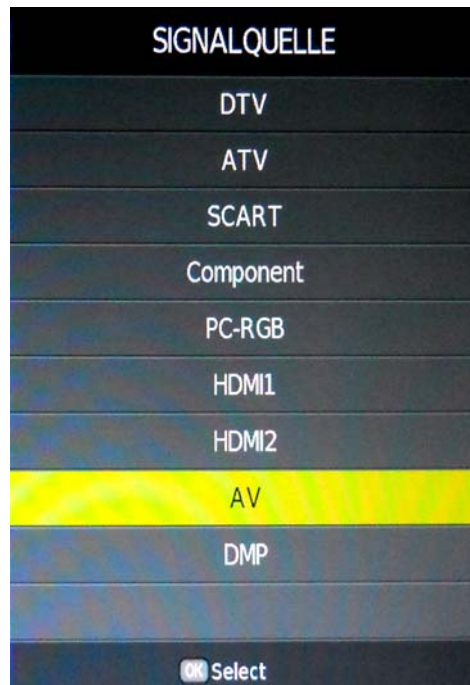 SIGNALQUELLE
DTV
ATV
SCART
Component
PC-RGB
HDMI1
HDMI2
AV
DMP
OK Select